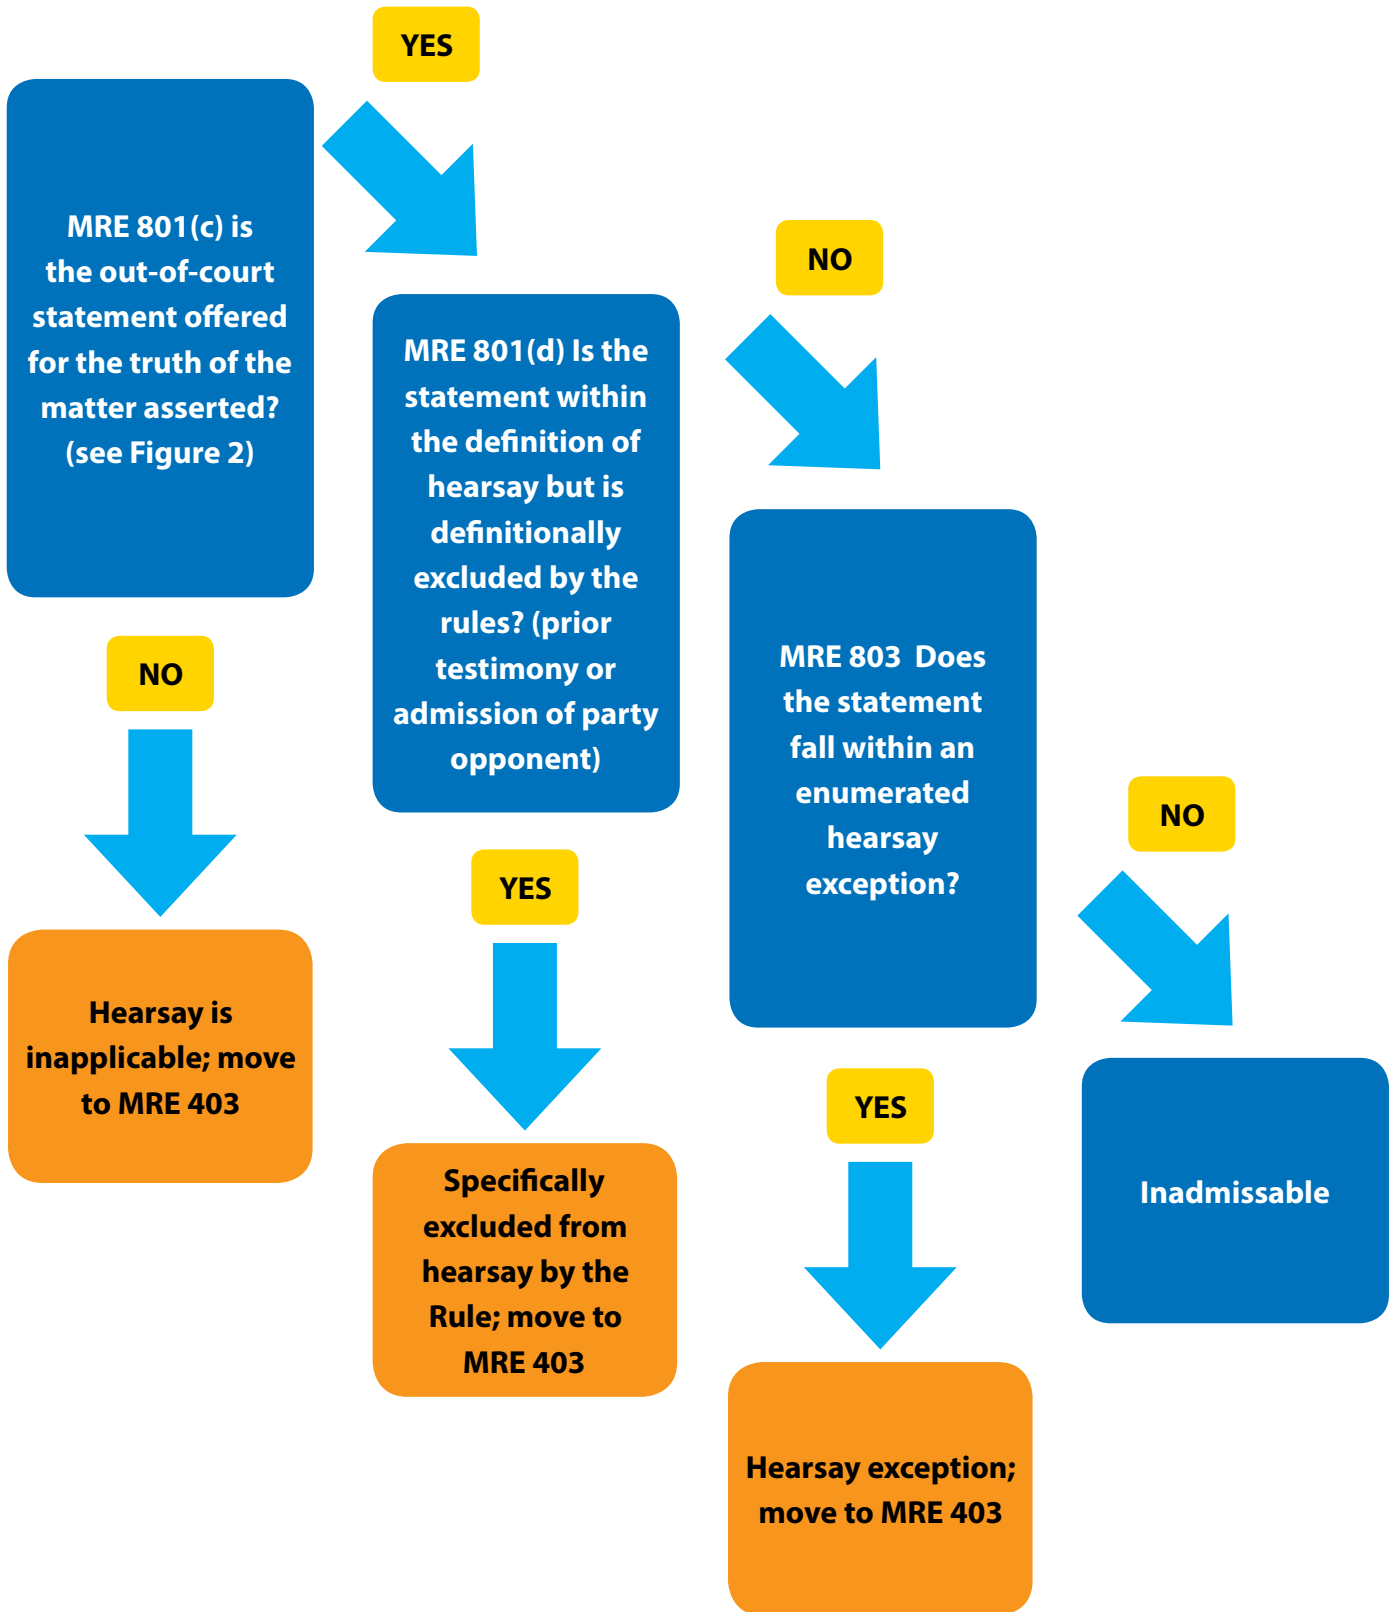 YES
MRE 801(c) is
the out-of-court
statement offered
for the truth of the
matter asserted?
(see Figure 2)
NO
Hearsay is
inapplicable; move
to MRE 403
MRE 801(d) Is the
statement within
the definition of
hearsay but is
definitionally
excluded by the
rules? (prior
testimony or
admission of party
opponent)
YES
Specifically
excluded from
hearsay by the
Rule; move to
MRE 403
NO
MRE 803 Does
the statement
fall within an
enumerated
hearsay
exception?
YES
Hearsay exception;
move to MRE 403
NO
Inadmissable